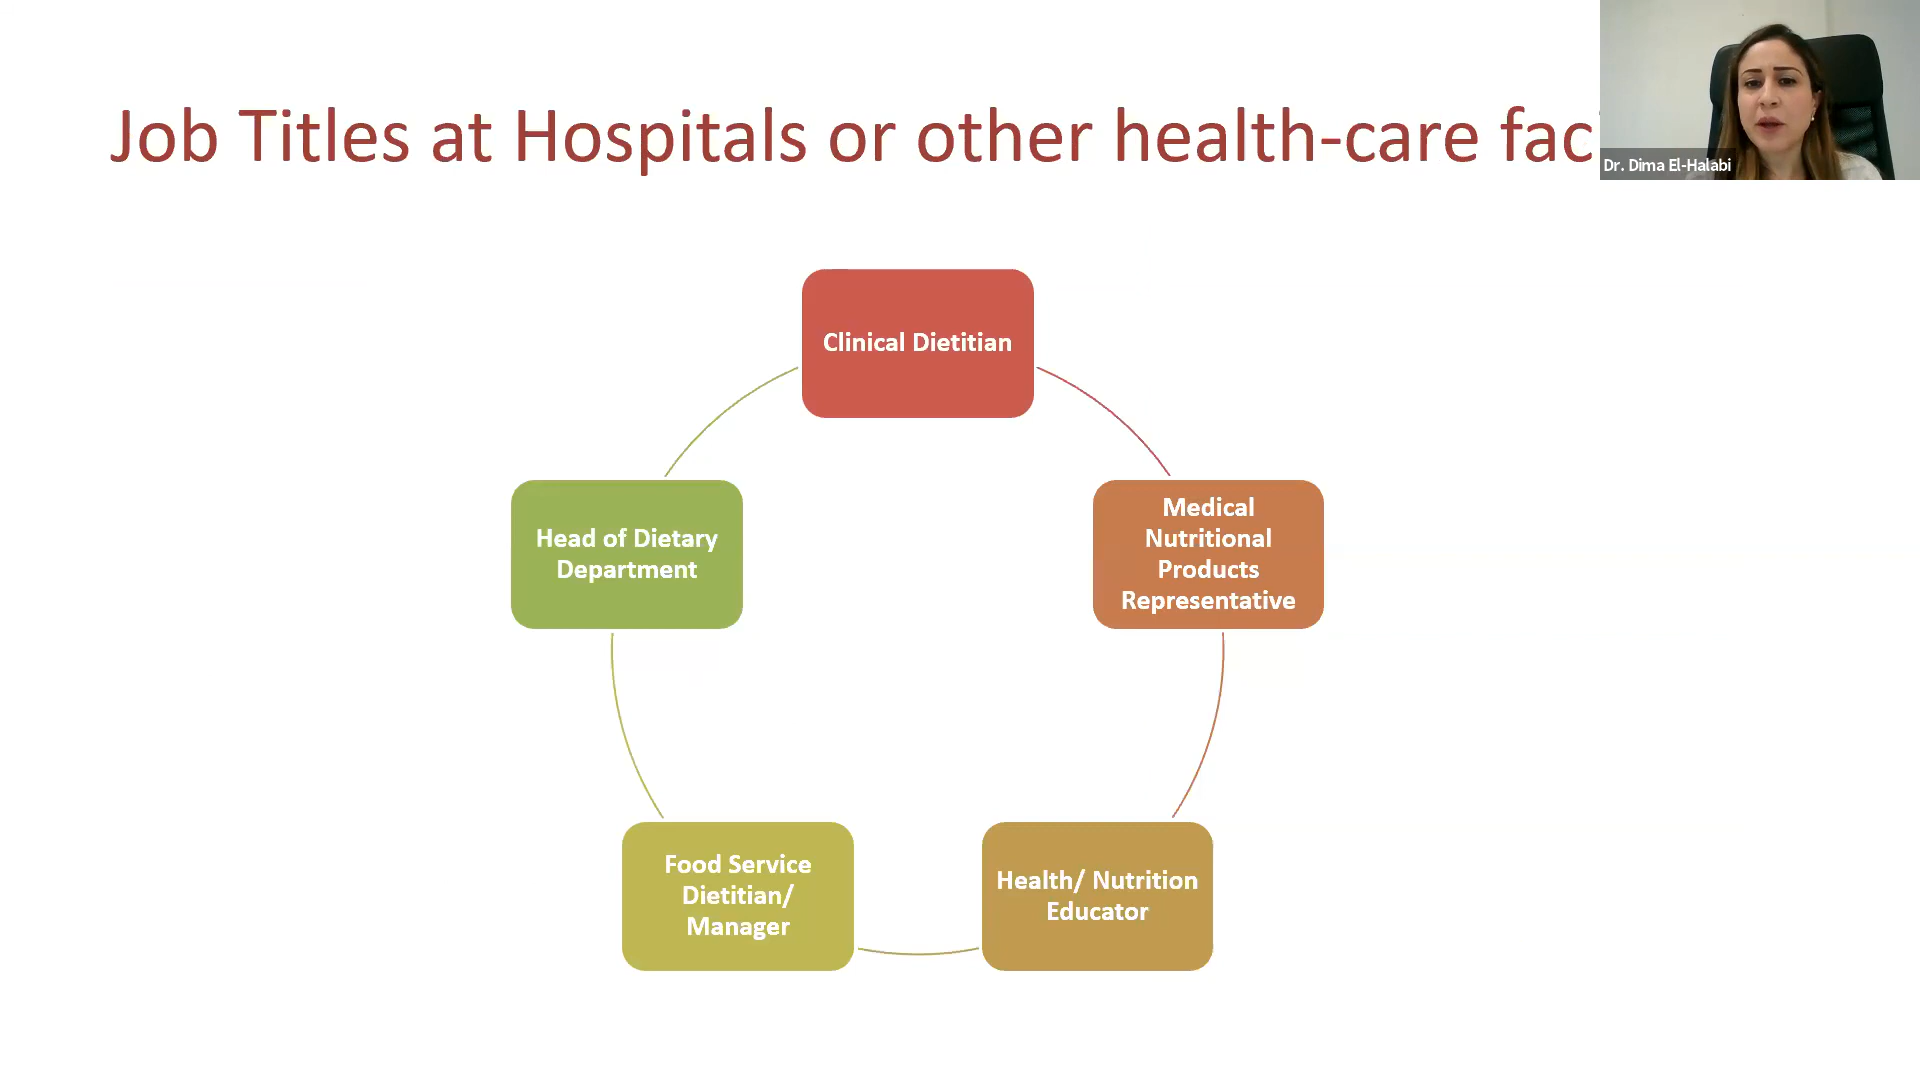 Job Titles at Hospitals or other health-care fac
Dr. Dima El-Halabi
Clinical Dietitian
Head of Dietary
Department
Medical
Nutritional
Products
Representative
Food Service
Dietitian/
Manager
Health/ Nutrition
Educator